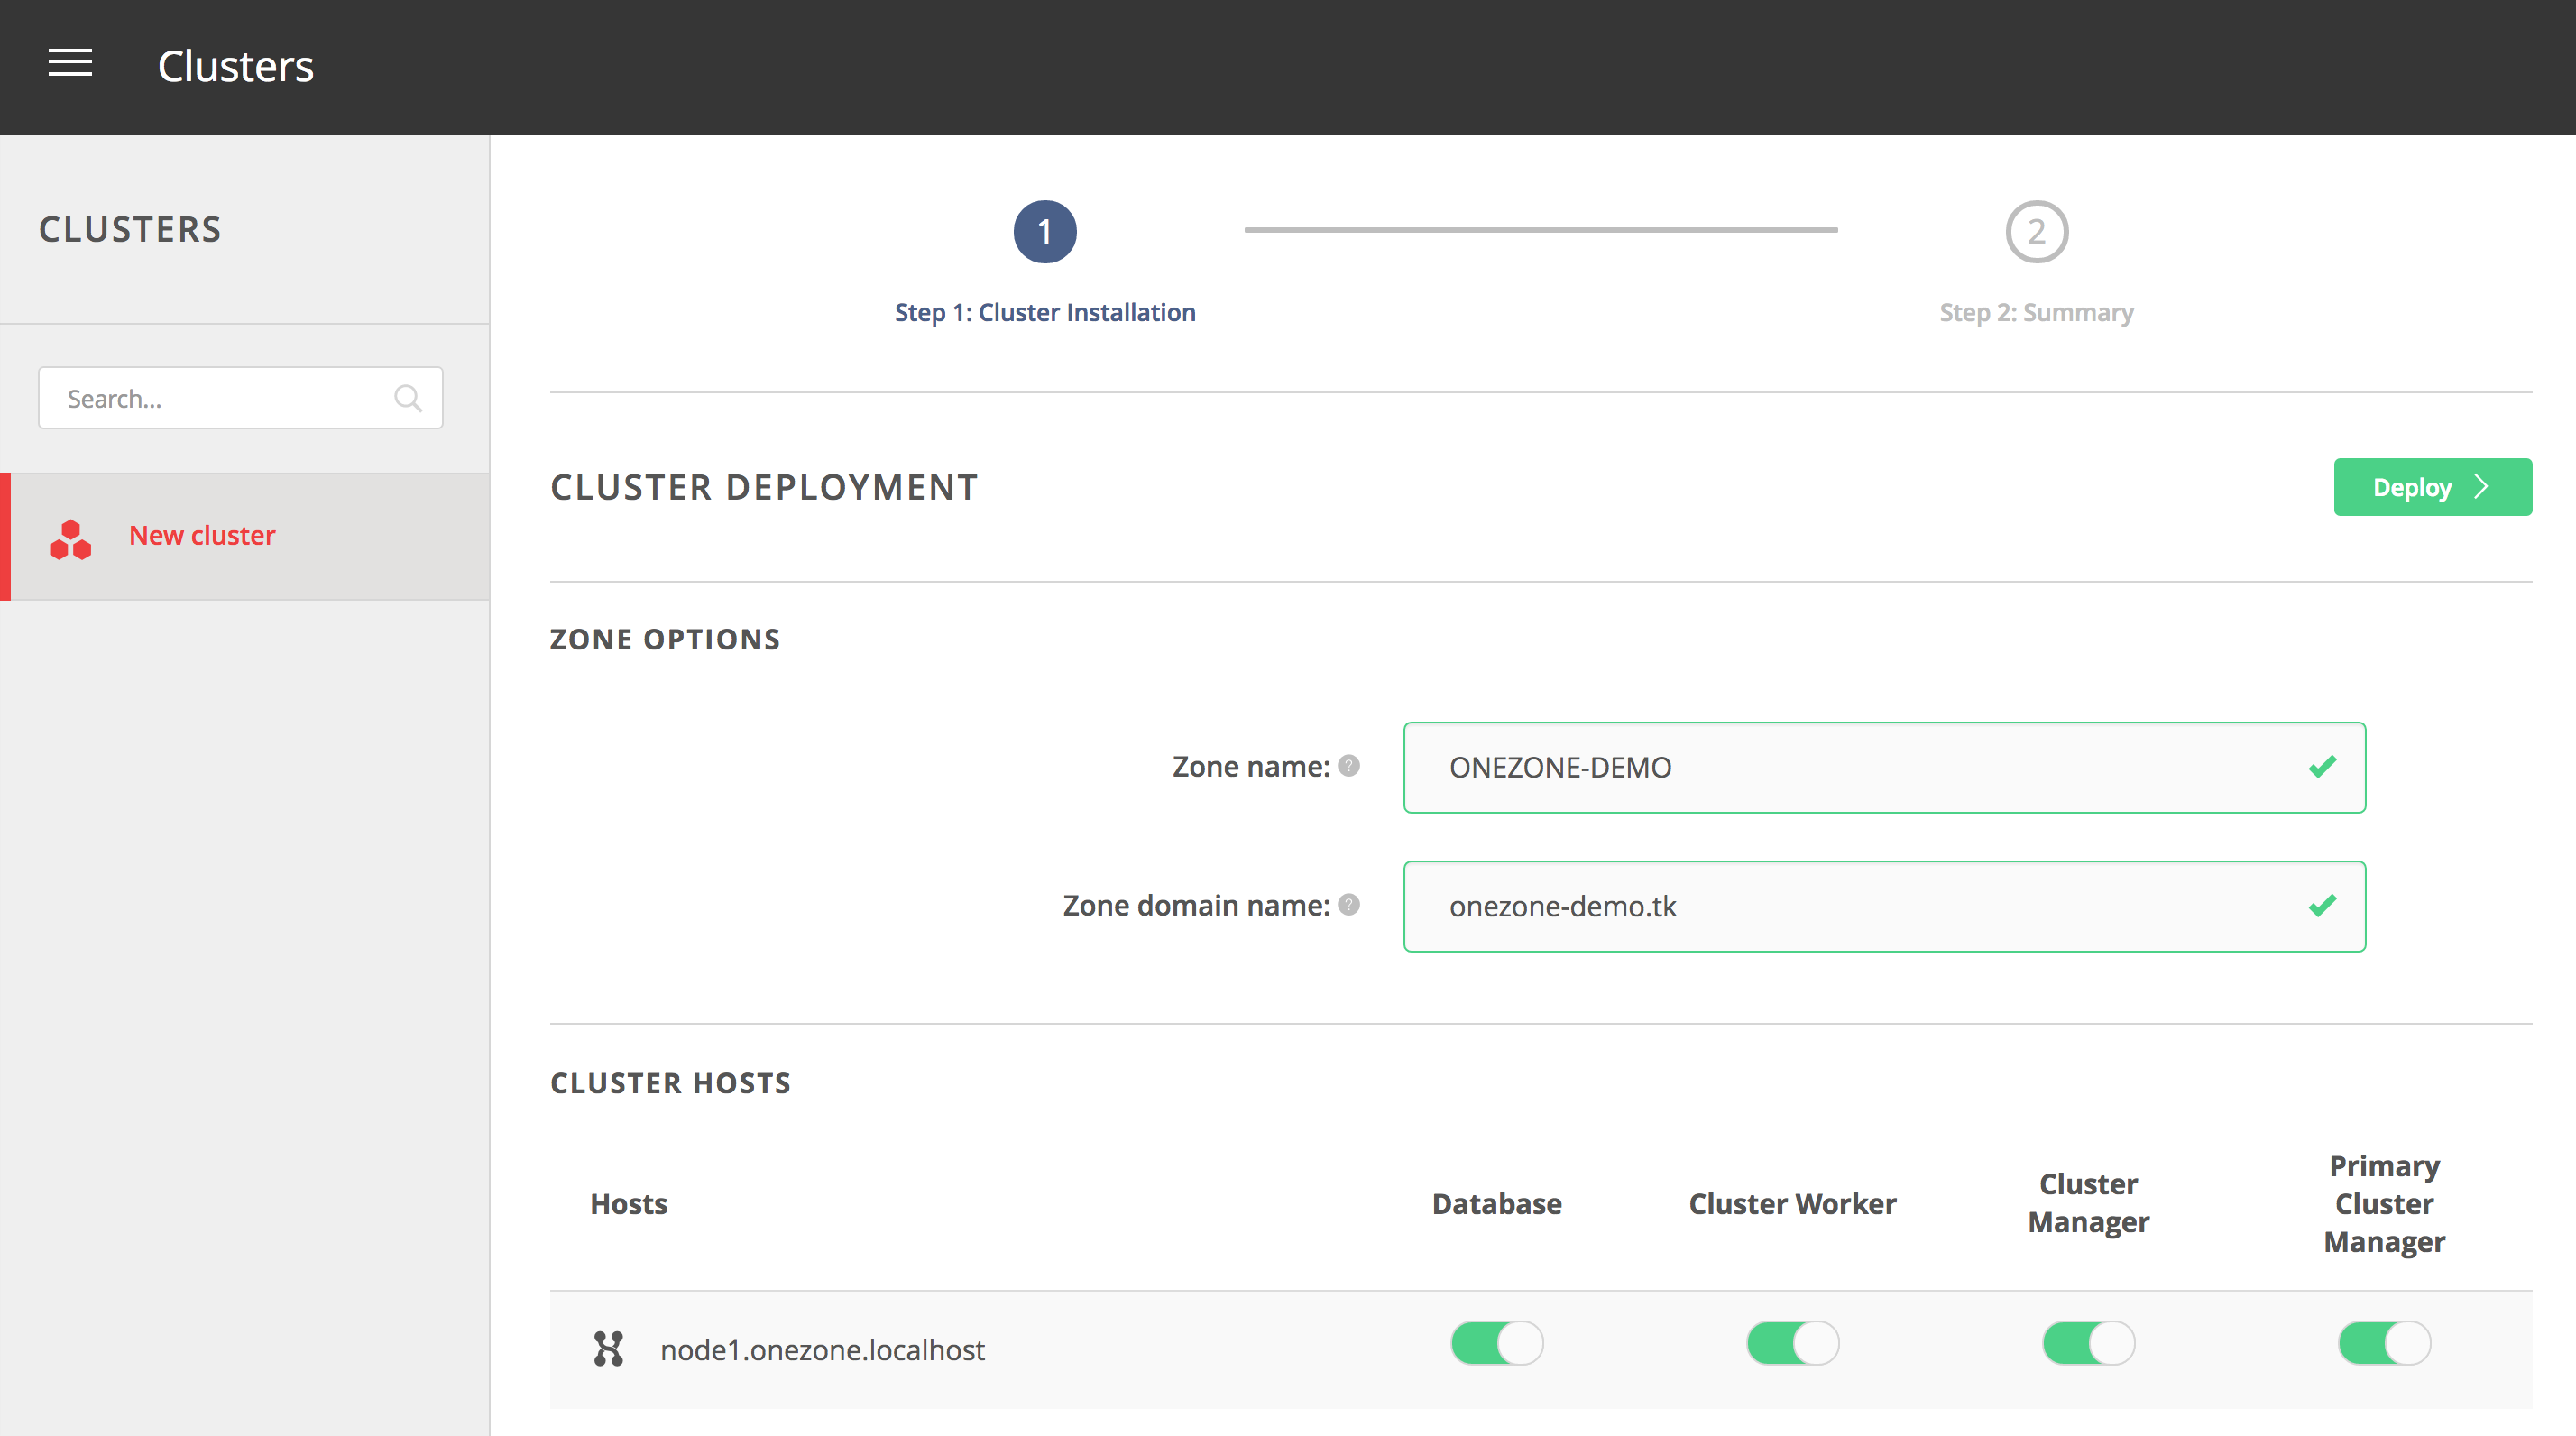 Clusters
CLUSTERS
Search...
New cluster
1
2
Step 1: Cluster Installation
Step 2: Summary
CLUSTER DEPLOYMENT
Deploy
ZONE OPTIONS
Zone name: ?
ONEZONE-DEMO
Zone domain name: ?
onezone-demo.tk
CLUSTER HOSTS
Hosts
Database
Cluster Worker
Cluster
Manager
Primary
Cluster
Manager
node1.onezone.localhost